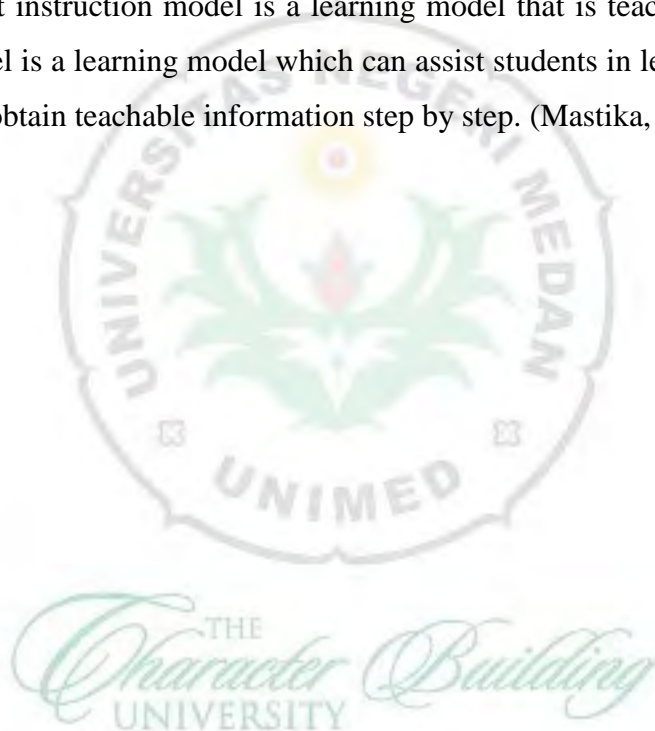 t instruction model is a learning model that is teac
el is a learning model which can assist students in le
obtain teachable information step by step. (Mastika,
UNIVERSITAS NEGERI MEDAN
UNIMED
THE
Character Building
UNIVERSITY